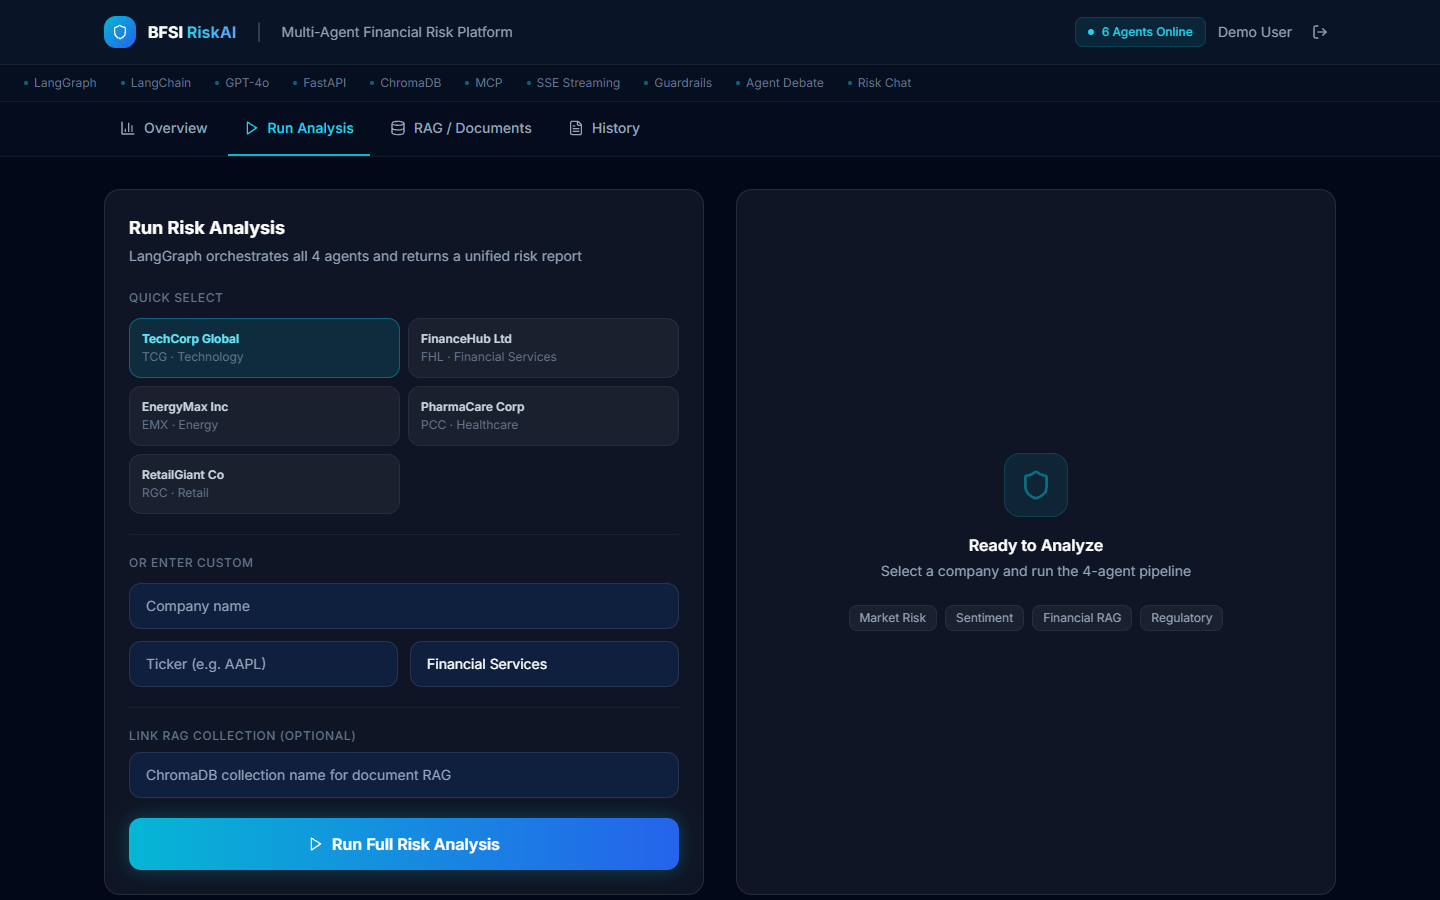 BFSI RiskAI
Multi-Agent Financial Risk Platform
6 Agents Online
Demo User
LangGraph
LangChain
GPT-4o
FastAPI
ChromaDB
MCP
SSE Streaming
Guardrails
Agent Debate
Risk Chat
Overview
Run Analysis
RAG / Documents
History
Run Risk Analysis
LangGraph orchestrates all 4 agents and returns a unified risk report
QUICK SELECT
TechCorp Global
TCG · Technology
FinanceHub Ltd
FHL · Financial Services
EnergyMax Inc
EMX · Energy
PharmaCare Corp
PCC · Healthcare
RetailGiant Co
RGC · Retail
OR ENTER CUSTOM
Company name
Ticker (e.g. AAPL)
Financial Services
LINK RAG COLLECTION (OPTIONAL)
ChromaDB collection name for document RAG
Run Full Risk Analysis
Ready to Analyze
Select a company and run the 4-agent pipeline
Market Risk
Sentiment
Financial RAG
Regulatory